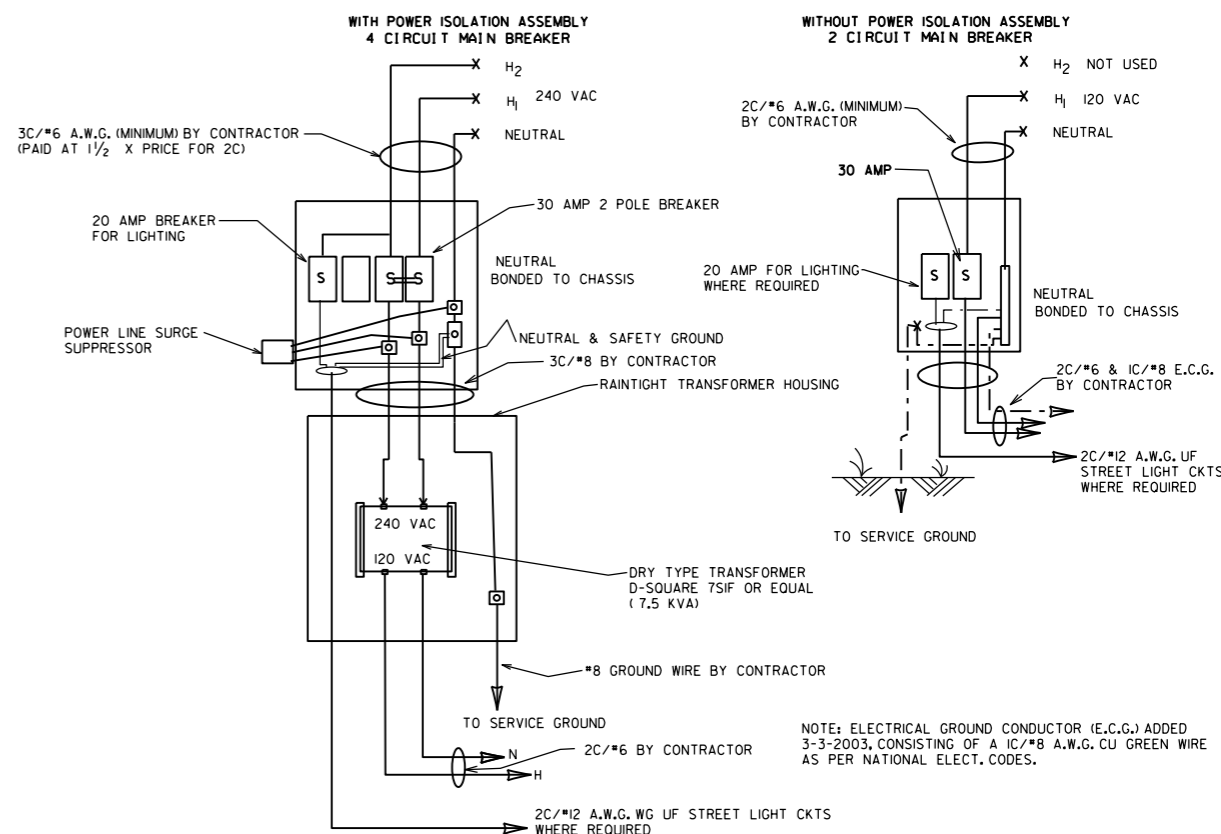 WITH POWER ISOLATION ASSEMBLY
4 CIRCUIT MAIN BREAKER
H2
H1 240 VAC
NEUTRAL
3C/#6 A.W.G. (MINIMUM) BY CONTRACTOR
(PAID AT 1 1/2 X PRICE FOR 2C)
20 AMP BREAKER
FOR LIGHTING
30 AMP 2 POLE BREAKER
S
S
S
NEUTRAL
BONDED TO CHASSIS
POWER LINE SURGE
SUPPRESSOR
NEUTRAL & SAFETY GROUND
3C/#8 BY CONTRACTOR
RAINTIGHT TRANSFORMER HOUSING
240 VAC
120 VAC
DRY TYPE TRANSFORMER
D-SQUARE 7SIF OR EQUAL
(7.5 KVA)
#8 GROUND WIRE BY CONTRACTOR
TO SERVICE GROUND
N
2C/#6 BY CONTRACTOR
H
2C/#12 A.W.G. WG UF STREET LIGHT CKTS
WHERE REQUIRED
WITHOUT POWER ISOLATION ASSEMBLY
2 CIRCUIT MAIN BREAKER
H2 NOT USED
H1 120 VAC
NEUTRAL
2C/#6 A.W.G. (MINIMUM)
BY CONTRACTOR
30 AMP
S
S
20 AMP FOR LIGHTING
WHERE REQUIRED
NEUTRAL
BONDED TO CHASSIS
2C/#6 & 1C/#8 E.C.G.
BY CONTRACTOR
2C/#12 A.W.G. UF
STREET LIGHT CKTS
WHERE REQUIRED
TO SERVICE GROUND
NOTE: ELECTRICAL GROUND CONDUCTOR (E.C.G.) ADDED
3-3-2003, CONSISTING OF A 1C/#8 A.W.G. CU GREEN WIRE
AS PER NATIONAL ELECT. CODES.